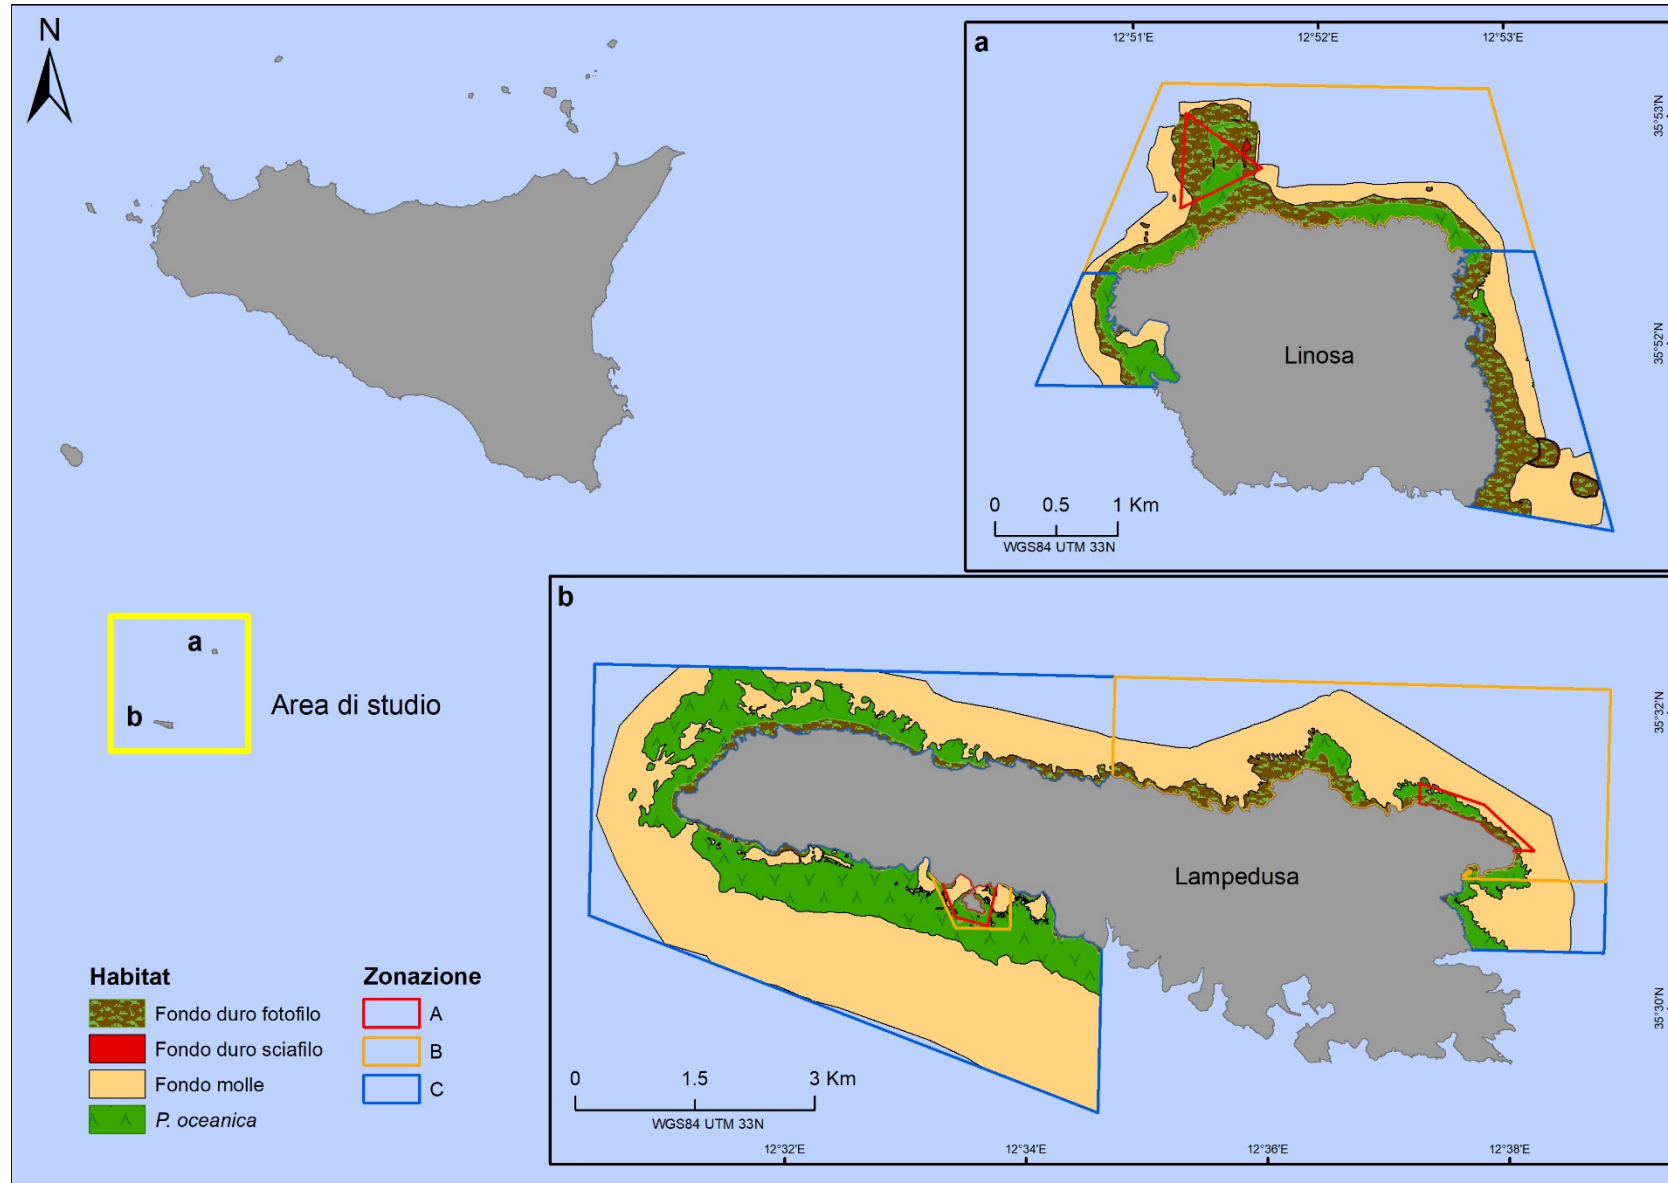 N
a
12°51'E
12°52'E
12°53'E
35°53'N
35°52'N
Linosa
0 0.5 1 Km
WGS84 UTM 33N
a
b
Area di studio
b
35°32'N
35°30'N
Lampedusa
0 1.5 3 Km
WGS84 UTM 33N
12°32'E
12°34'E
12°36'E
12°38'E
Habitat
Fondo duro fotofilo
Fondo duro sciafilo
Fondo molle
P. oceanica
Zonazione
A
B
C